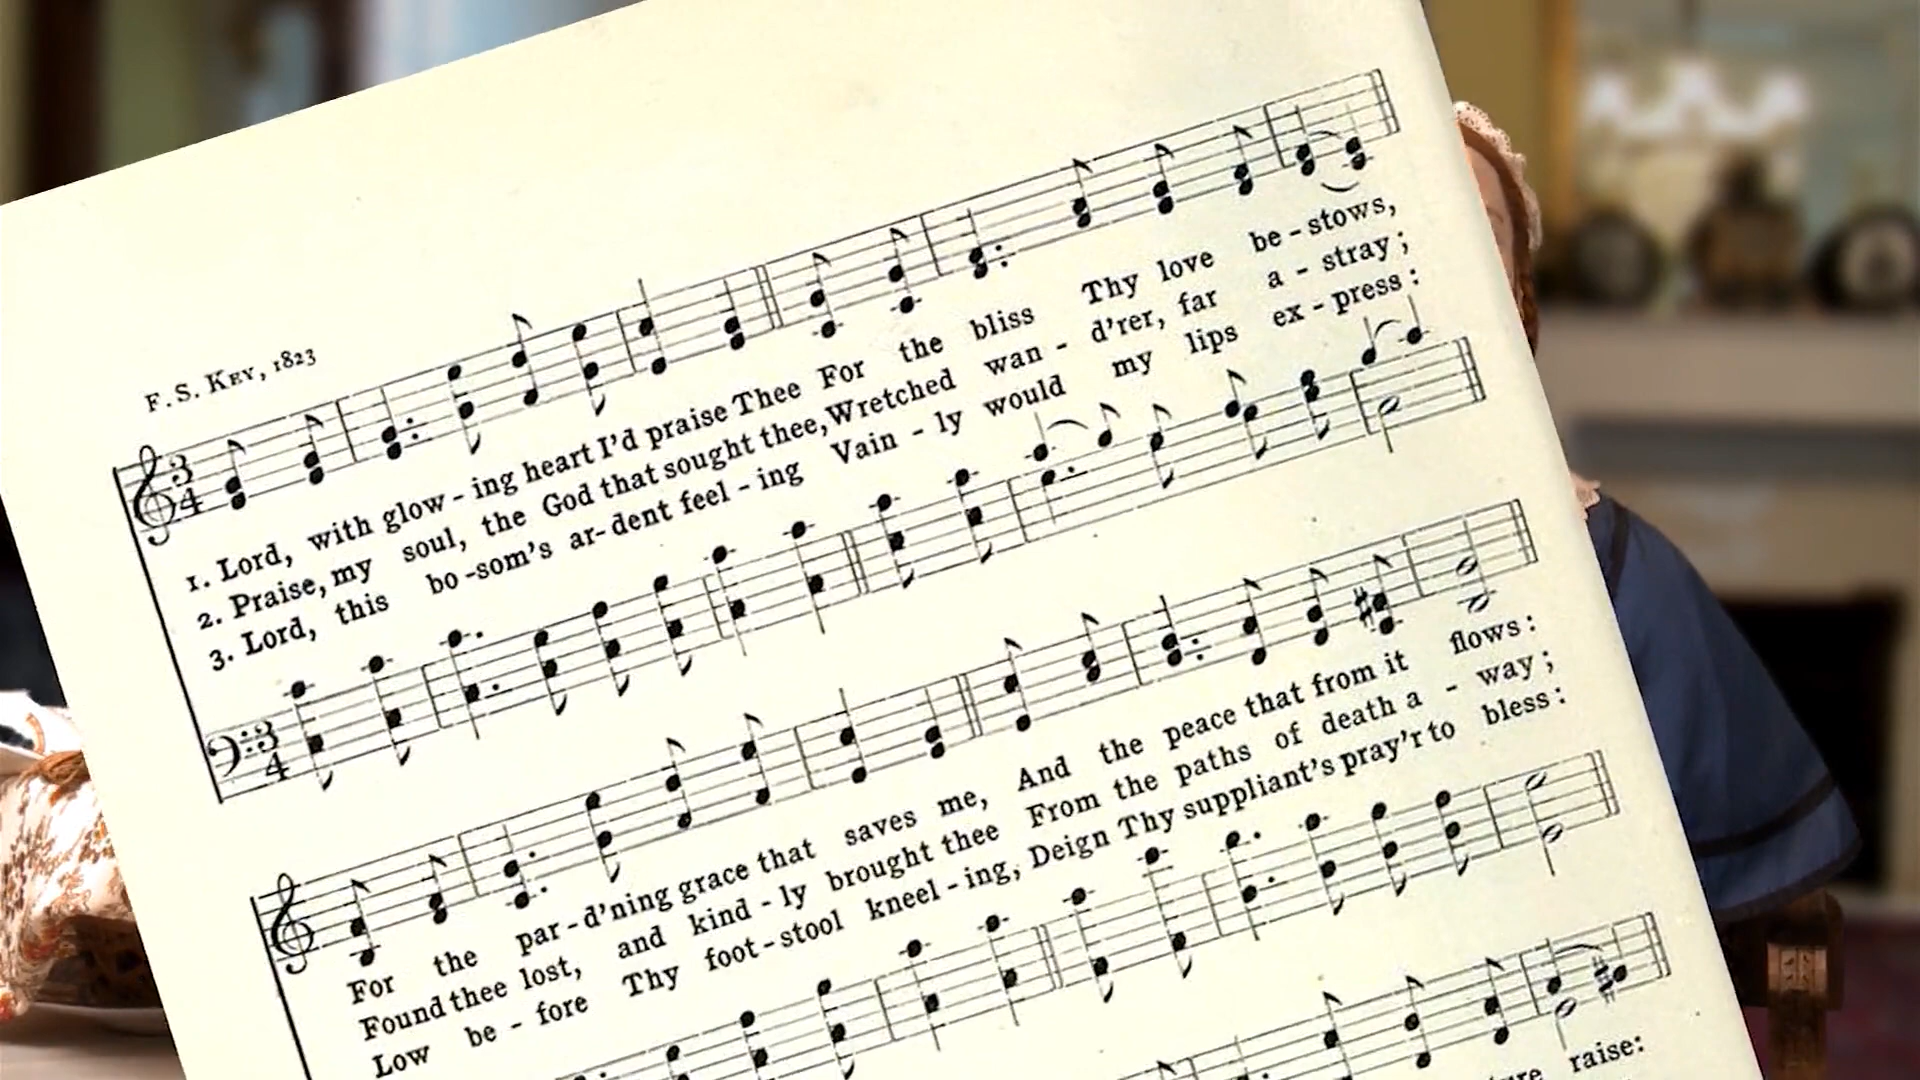 F. S. KEY, 1823
3 4
1. Lord, with glow - ing heart I'd praise Thee For the bliss Thy love be - stows,
2. Praise, my soul, the God that sought thee, Wretched wan - d'rer, far a - stray;
3. Lord, this bo - som's ar - dent feel - ing Vain - ly would my lips ex - press:
3 4
For the par - d'ning grace that saves me, And the peace that from it flows:
Found thee lost, and kind - ly brought thee From the paths of death a - way;
Low be - fore Thy foot - stool kneel - ing, Deign Thy suppliant's pray'r to bless:
raise: